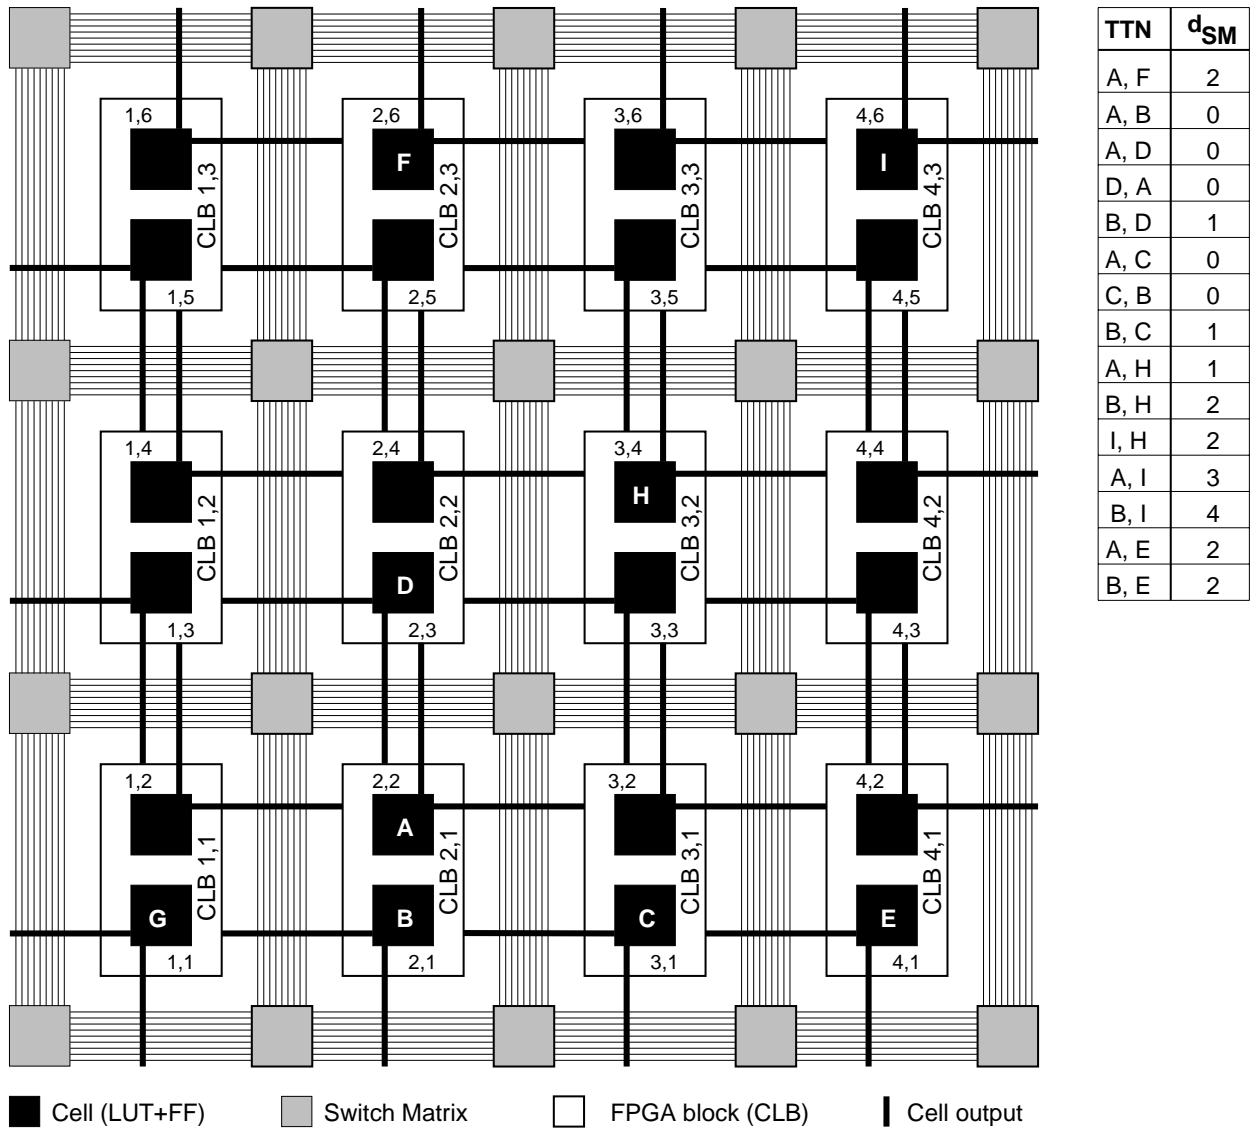 1,6 2,6 3,6 4,6
F I
CLB 1,3 CLB 2,3 CLB 3,3 CLB 4,3
1,5 2,5 3,5 4,5
1,4 2,4 3,4 4,4
H
CLB 1,2 CLB 2,2 CLB 3,2 CLB 4,2
D
1,3 2,3 3,3 4,3
1,2 2,2 3,2 4,2
A
CLB 1,1 CLB 2,1 CLB 3,1 CLB 4,1
G B C E
1,1 2,1 3,1 4,1
TTN dSM
A, F 2
A, B 0
A, D 0
D, A 0
B, D 1
A, C 0
C, B 0
B, C 1
A, H 1
B, H 2
I, H 2
A, I 3
B, I 4
A, E 2
B, E 2
Cell (LUT+FF) Switch Matrix FPGA block (CLB) Cell output